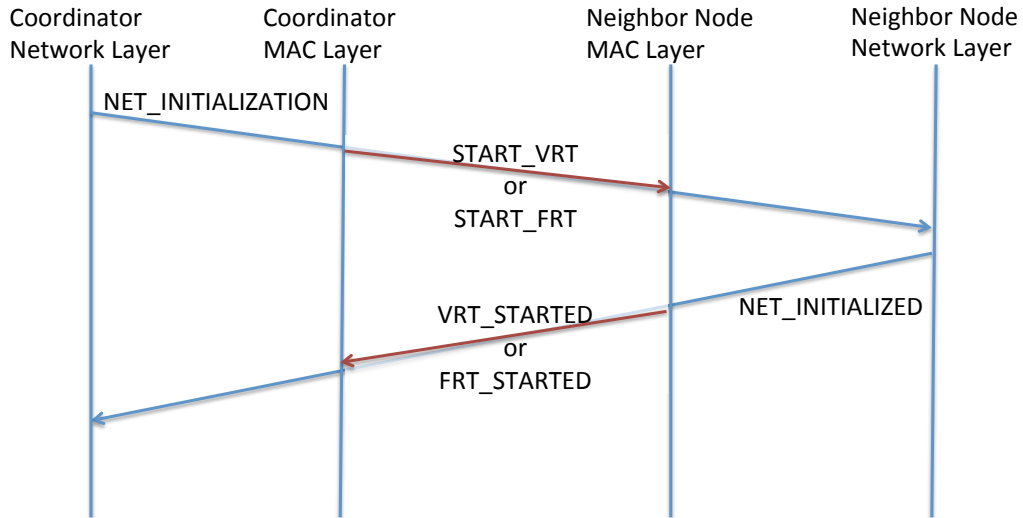 Coordinator
Network Layer
Coordinator
MAC Layer
Neighbor Node
MAC Layer
Neighbor Node
Network Layer
NET_INITIALIZATION
START_VRT
or
START_FRT
NET_INITIALIZED
VRT_STARTED
or
FRT_STARTED